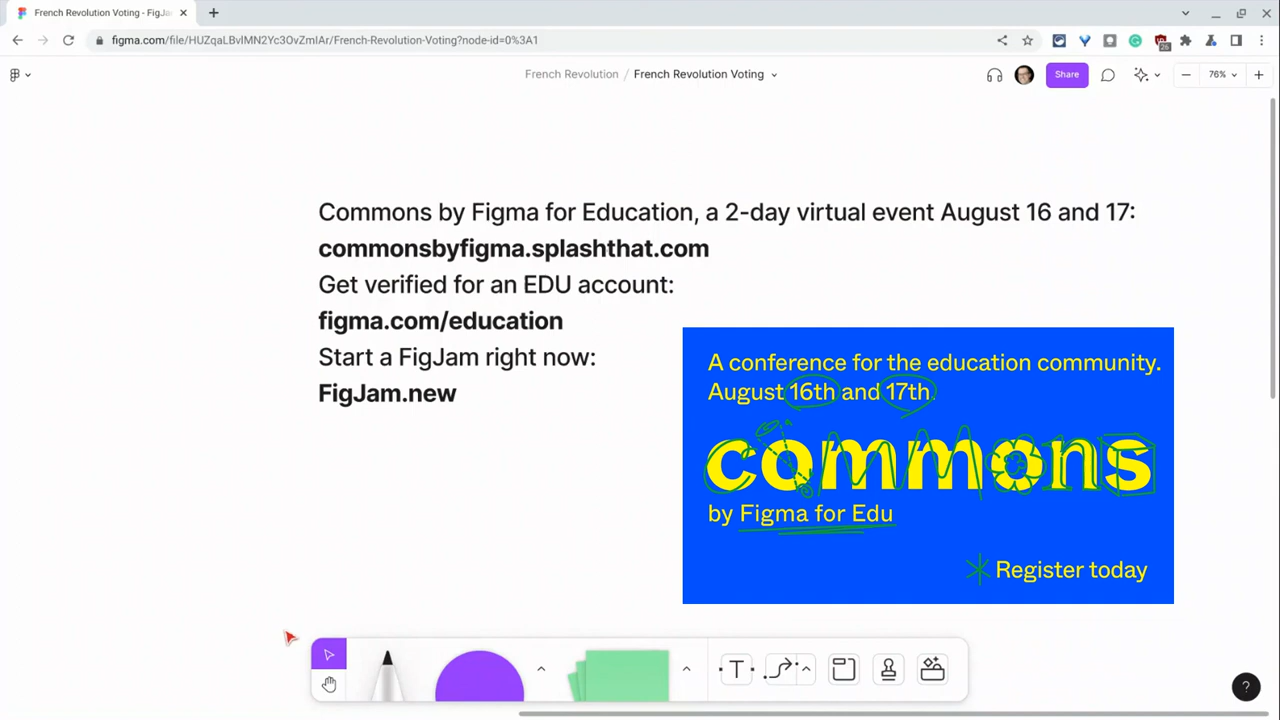 French Revolution Voting - FigJa
figma.com/file/HUZqaLBvlMN2Yc3OvZmIAr/French-Revolution-Voting?node-id=0%3A1
26
French Revolution / French Revolution Voting
Share
76%
Commons by Figma for Education, a 2-day virtual event August 16 and 17:
commonsbyfigma.splashthat.com
Get verified for an EDU account:
figma.com/education
Start a FigJam right now:
FigJam.new
A conference for the education community.
August 16th and 17th.
commons
by Figma for Edu
Register today
T
?